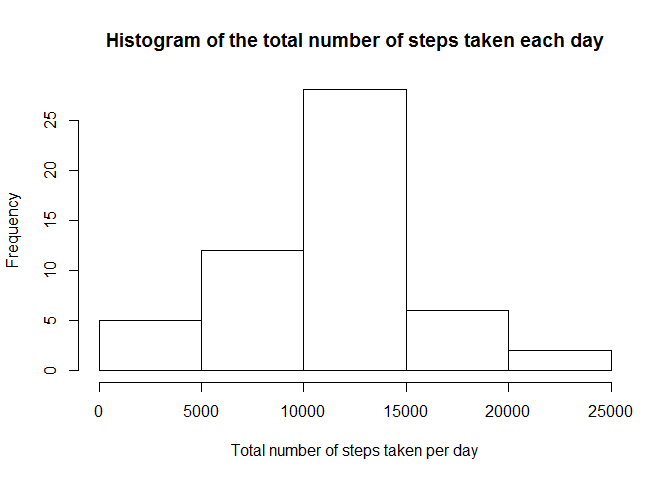 Histogram of the total number of steps taken each day
Frequency
25
20
15
10
5
0
0 5000 10000 15000 20000 25000
Total number of steps taken per day